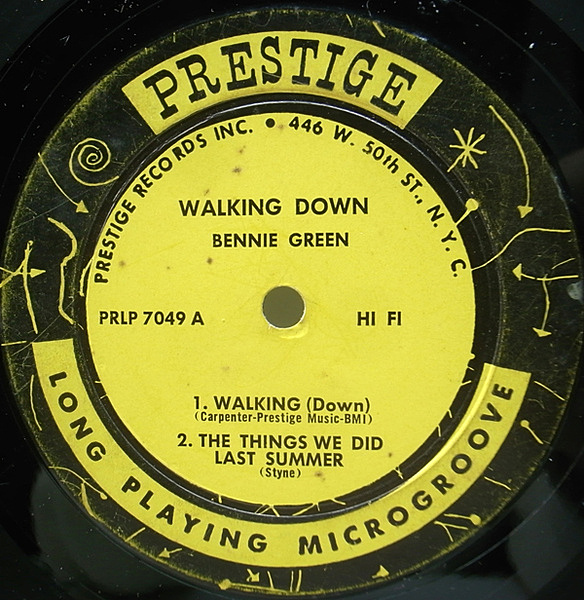 PRESTIGE
PRESTIGE RECORDS INC. • 446 W. 50th ST., N.Y.C.
WALKING DOWN
BENNIE GREEN
PRLP 7049 A HI FI
1. WALKING (Down)
(Carpenter-Prestige Music-BMI)
2. THE THINGS WE DID
LAST SUMMER
(Styne)
LONG PLAYING MICROGROOVE